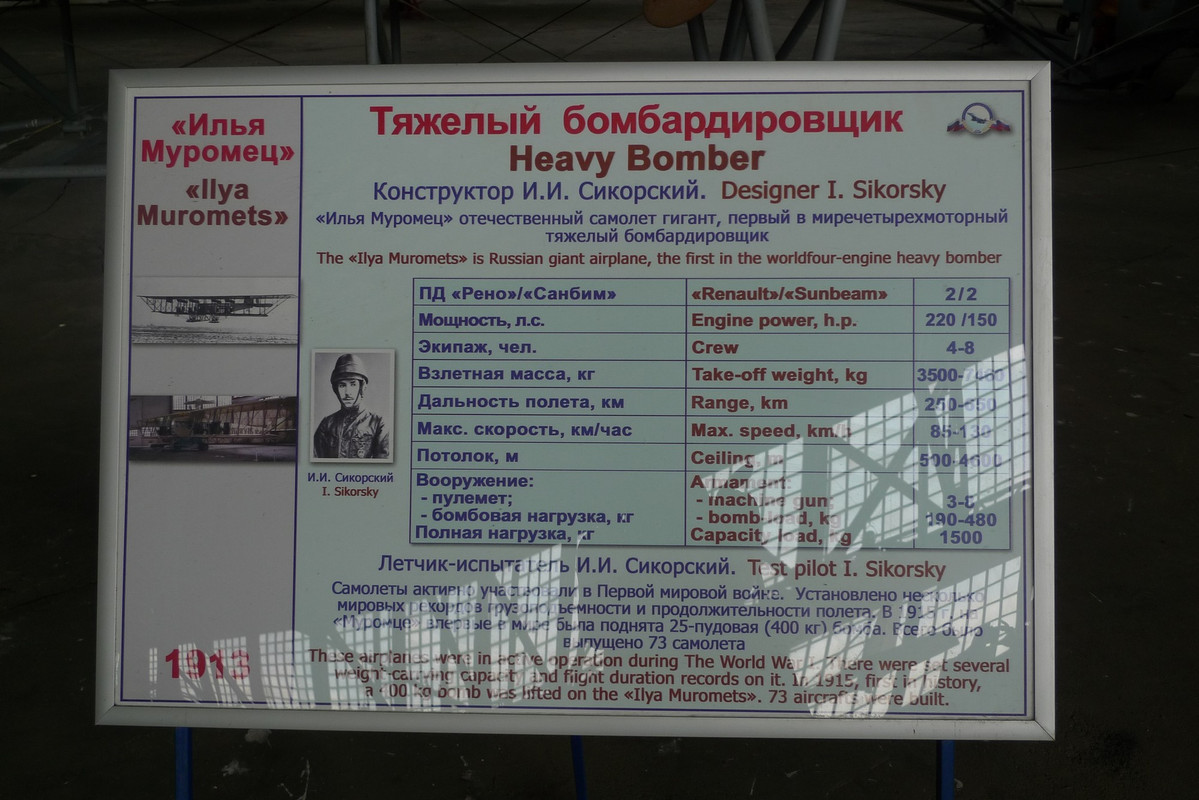 «Илья
Муромец»
«Ilya
Muromets»
1913
Тяжелый бомбардировщик
Heavy Bomber
Конструктор И.И. Сикорский. Designer I. Sikorsky
«Илья Муромец» отечественный самолет гигант, первый в миречетырехмоторный
тяжелый бомбардировщик
The «Ilya Muromets» is Russian giant airplane, the first in the worldfour-engine heavy bomber
ПД «Рено»/«Санбим» «Renault»/«Sunbeam» 2/2
Мощность, л.с. Engine power, h.p. 220 /150
Экипаж, чел. Crew 4-8
Взлетная масса, кг Take-off weight, kg
Дальность полета, км Range, km 250-650
Макс. скорость, км/час Max. speed, km/h 85-130
Потолок, м Ceiling, m 500-4600
Вооружение: Armament:
- пулемет; - machine gun; 3-8
- бомбовая нагрузка, кг - bomb-load, kg 190-480
Полная нагрузка, кг Capacity load, kg 1500
И.И. Сикорский
I. Sikorsky
Летчик-испытатель И.И. Сикорский. Test pilot I. Sikorsky
Самолеты активно участвовали в Первой мировой войне. Установлено несколько
мировых рекордов грузоподъемности и продолжительности полета. В 1915 г. на
«Муромце» впервые в мире была поднята 25-пудовая (400 кг) бомба. Всего было
выпущено 73 самолета
These airplanes were in active operation during The World War I. There were set several
weight-carrying capacity and flight duration records on it. In 1915, first in history,
a 400 kg bomb was lifted on the «Ilya Muromets». 73 aircrafts were built.